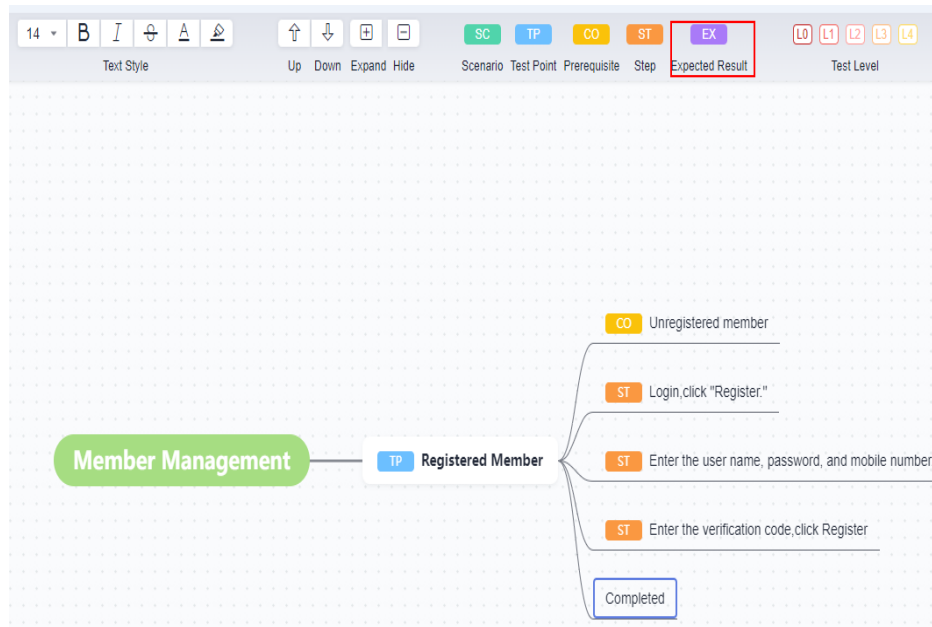 14 B I S A
SC TP CO ST EX L0 L1 L2 L3 L4
Text Style Up Down Expand Hide Scenario Test Point Prerequisite Step Expected Result Test Level
CO Unregistered member
ST Login,click "Register."
Member Management TP Registered Member ST Enter the user name, password, and mobile number
ST Enter the verification code,click Register
Completed